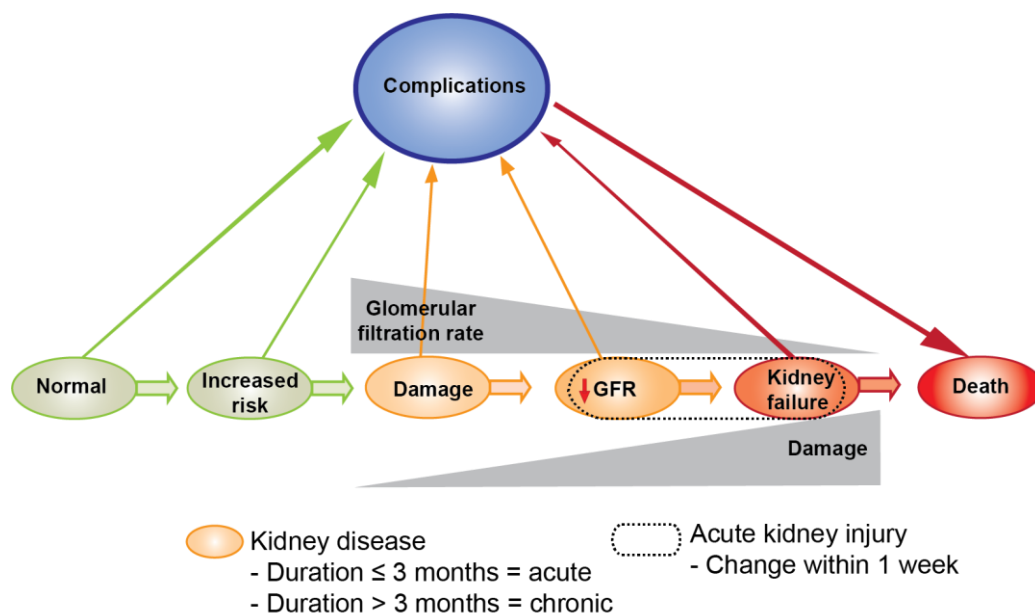 Complications
Glomerular
filtration rate
Normal
Increased
risk
Damage
↓ GFR
Kidney
failure
Death
Damage
Kidney disease
- Duration ≤ 3 months = acute
- Duration > 3 months = chronic
Acute kidney injury
- Change within 1 week